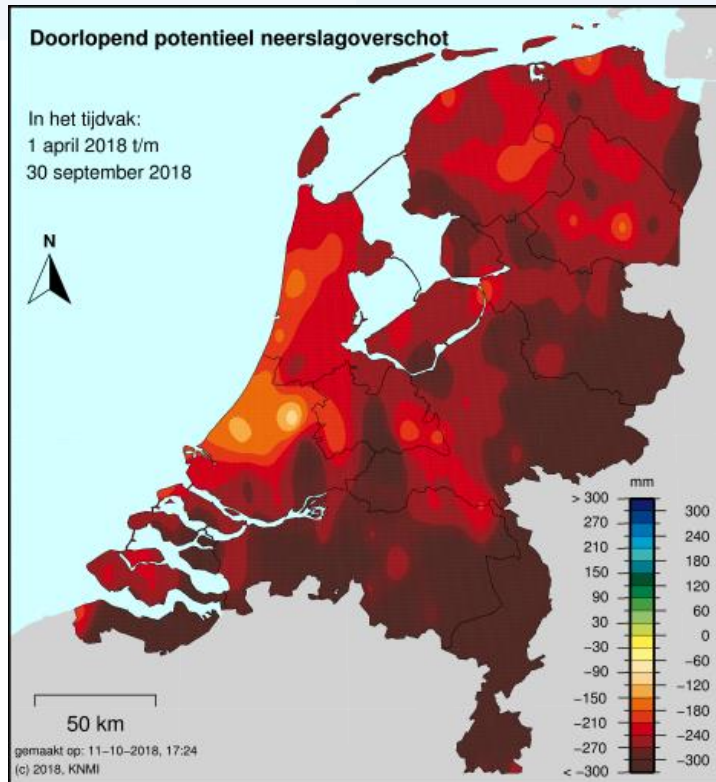 Doorlopend potentieel neerslagoverschot
In het tijdvak:
1 april 2018 t/m
30 september 2018
N
mm
> 300
300
270
240
210
180
150
120
90
60
30
0
−30
−60
−90
−120
−150
−180
−210
−240
−270
−300
< −300
50 km
gemaakt op: 11−10−2018, 17:24
(c) 2018, KNMI